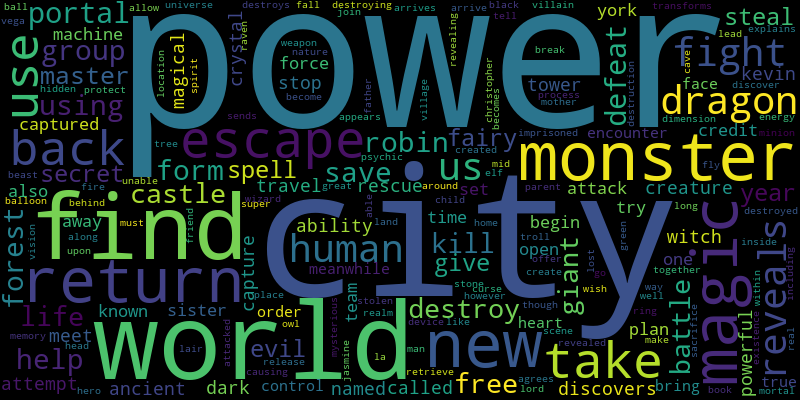 ball
allow
universe
destroys
fall
destroying
join
arrives
arrive
black
villain
transforms
vega
portal
power
york
tell
lead
explains
steal
machine
group
master
using
captured
use
location
magical
spirit
crystal
raven
weapon
nature
become
force
stop
hidden
protect
village
appears
father
revealing
christopher
becomes
break
process
mother
tower
defeat
destruction
face
cave
discover
fight
kevin
dimension
energy
dragon
credit
minion
mortal
back
secret
also
tree
sends
escape
psychic
created
robin
fairy
imprisoned
encounter
monster
fly
beast
fire
unable
form
spell
save
us
mid
elf
balloon
behind
must
castle
wizard
super
friend
travel
great
rescue
around
able
child
set
parent
attack
creature
year
long
destroyed
forest
vision
away
along
upon
find
ability
land
time
home
begin
troll
try
green
witch
inside
city
human
meanwhile
kill
open
giant
lost
one
together
return
capture
place
curse
stone
however
give
offer
create
wish
go
way
well
magic
within
reveals
including
life
known
sister
order
owl
team
stolen
realm
device
like
though
destroy
ring
sacrifice
battle
memory
meet
head
lair
attacked
evil
mysterious
jasmine
la
man
retrieve
heart
scene
revealed
plan
make
powerful
existence
real
help
world
new
take
attempt
hero
ancient
dark
causing
release
control
named
called
lord
agrees
free
discovers
bring
book
true